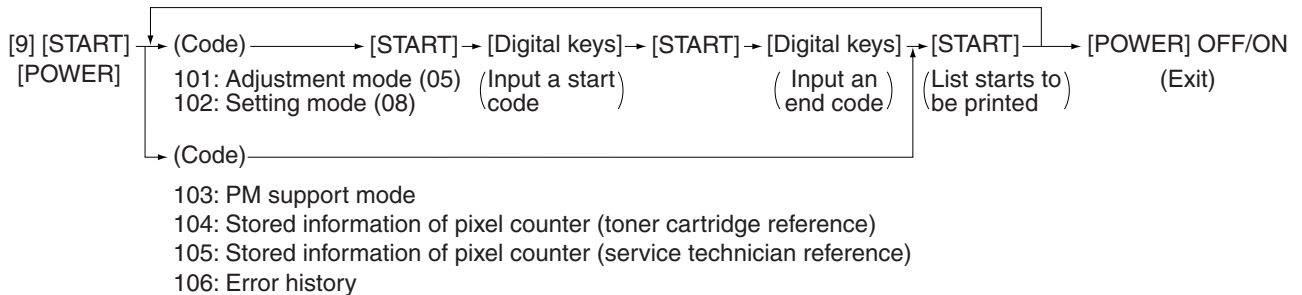 [9] [START] (Code) [START] [Digital keys] [START] [Digital keys] [START] [POWER] OFF/ON
[POWER] 101: Adjustment mode (05) (Input a start (Input an (List starts to (Exit)
102: Setting mode (08) code) end code) be printed)
(Code)
103: PM support mode
104: Stored information of pixel counter (toner cartridge reference)
105: Stored information of pixel counter (service technician reference)
106: Error history